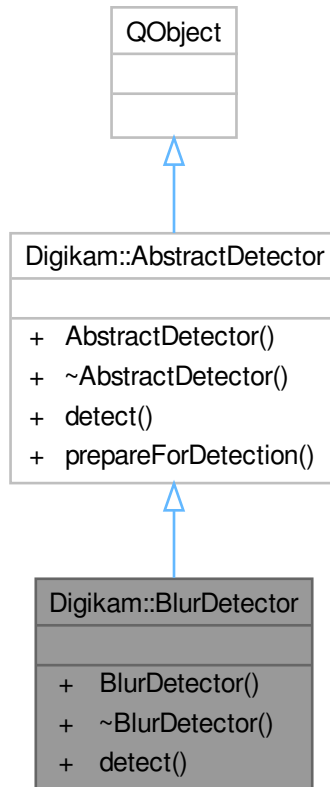 QObject
Digikam::AbstractDetector
+ AbstractDetector()
+ ~AbstractDetector()
+ detect()
+ prepareForDetection()
Digikam::BlurDetector
+ BlurDetector()
+ ~BlurDetector()
+ detect()